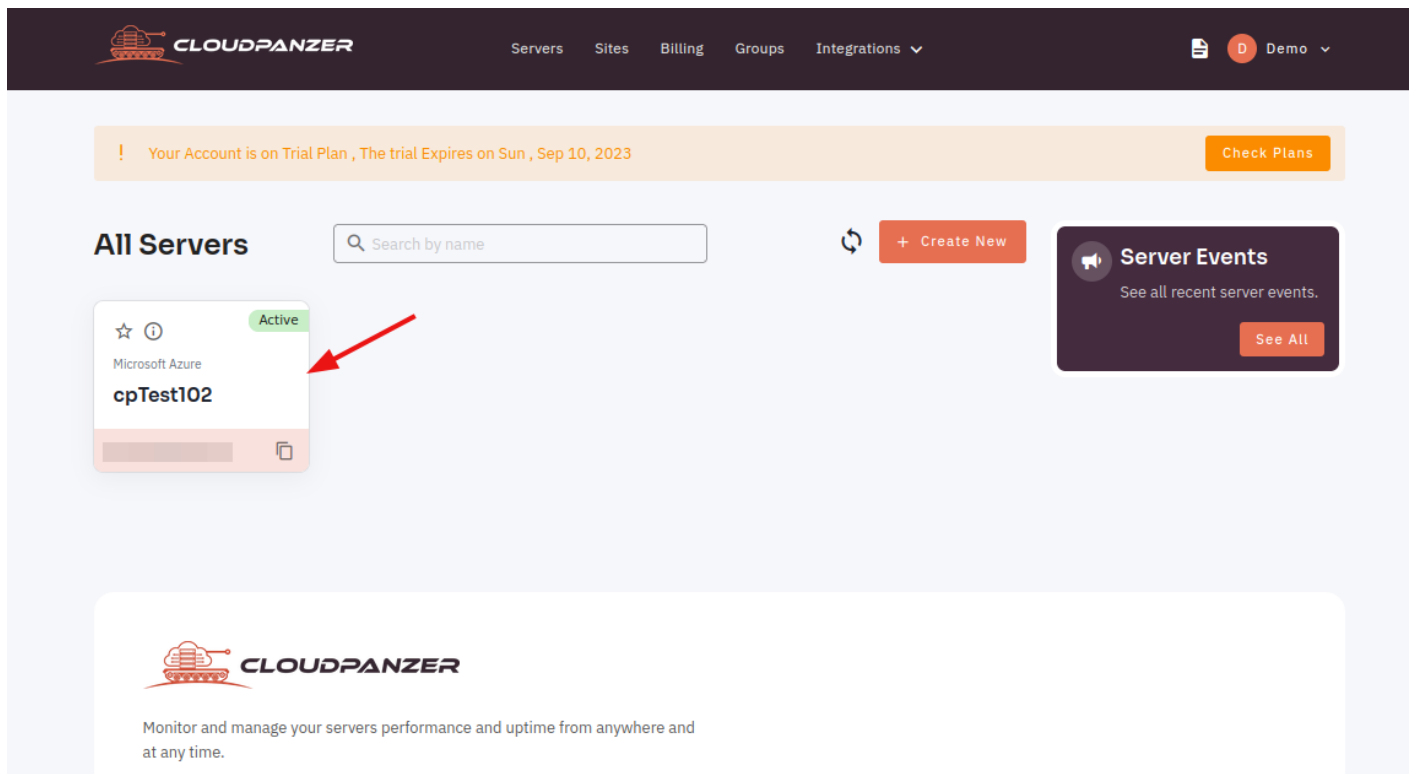 CLOUDPANZER
Servers Sites Billing Groups Integrations
D Demo
! Your Account is on Trial Plan , The trial Expires on Sun , Sep 10, 2023
Check Plans
All Servers
Search by name
+ Create New
Server Events
See all recent server events.
See All
Active
Microsoft Azure
cpTest102
CLOUDPANZER
Monitor and manage your servers performance and uptime from anywhere and
at any time.